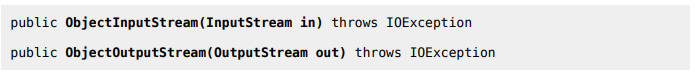 public ObjectInputStream(InputStream in) throws IOException
public ObjectOutputStream(OutputStream out) throws IOException